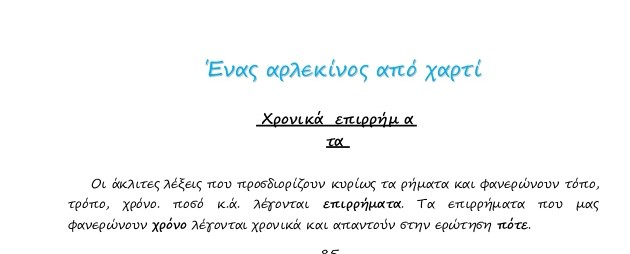 Ένας αρλεκίνος από χαρτί
Χρονικά επιρρήμ α
τα
Οι άκλιτες λέξεις που προσδιορίζουν κυρίως τα ρήματα και φανερώνουν τόπο,
τρόπο, χρόνο. ποσό κ.ά. λέγονται επιρρήματα. Τα επιρρήματα που μας
φανερώνουν χρόνο λέγονται χρονικά και απαντούν στην ερώτηση πότε.